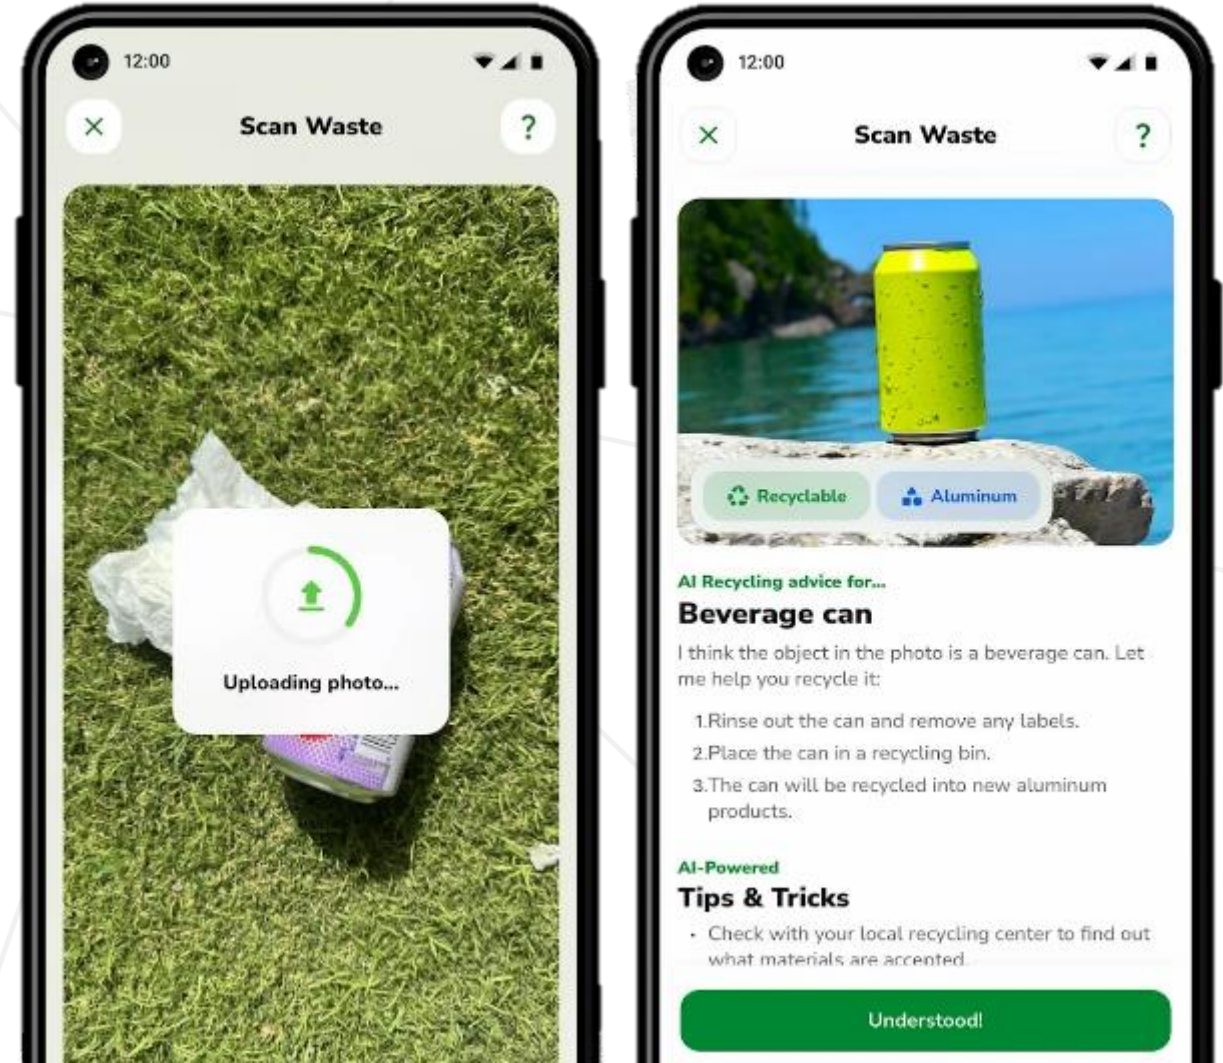 12:00
Scan Waste
?
Uploading photo...
12:00
Scan Waste
?
Recyclable
Aluminum
AI Recycling advice for...
Beverage can
I think the object in the photo is a beverage can. Let
me help you recycle it:
1.Rinse out the can and remove any labels.
2.Place the can in a recycling bin.
3.The can will be recycled into new aluminum
products.
AI-Powered
Tips & Tricks
· Check with your local recycling center to find out
what materials are accepted.
Understood!